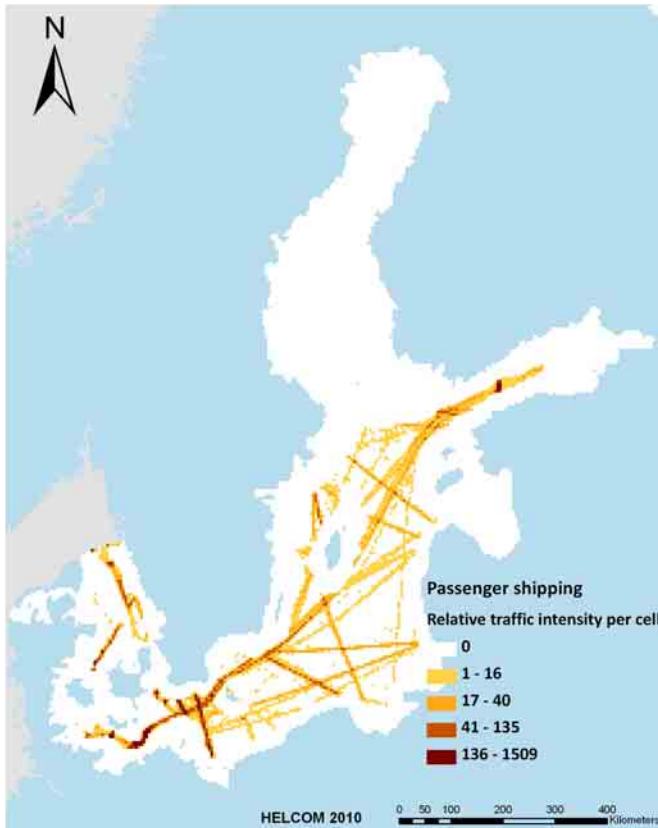 N
Passenger shipping
Relative traffic intensity per cell
0
1 - 16
17 - 40
41 - 135
136 - 1509
HELCOM 2010
0 50 100 200 300 400
Kilometers